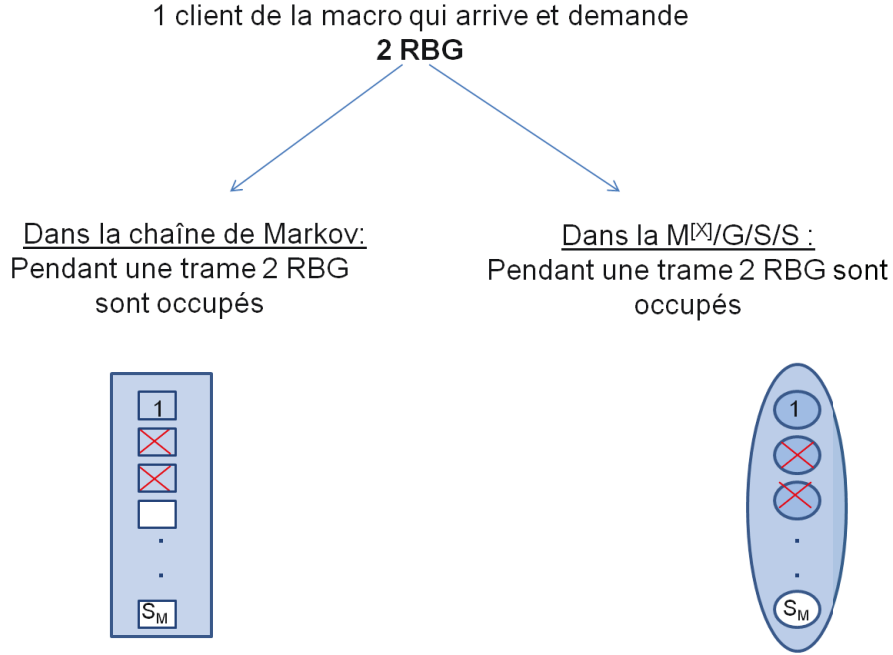 1 client de la macro qui arrive et demande
2 RBG
Dans la chaîne de Markov:
Pendant une trame 2 RBG
sont occupés
Dans la M[X]/G/S/S :
Pendant une trame 2 RBG sont
occupés
1
SM
1
SM